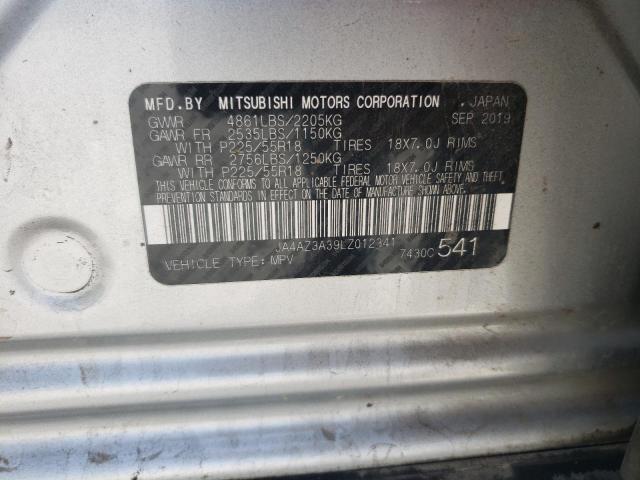 MFD.BY MITSUBISHI MOTORS CORPORATION , JAPAN
GVWR 4861LBS/2205KG SEP 2019
GAWR FR 2535LBS/1150KG
WITH P225/55R18 TIRES 18X7.0J RIMS
GAWR RR 2756LBS/1250KG
WITH P225/55R18 TIRES 18X7.0J RIMS
THIS VEHICLE CONFORMS TO ALL APPLICABLE FEDERAL MOTOR VEHICLE SAFETY AND THEFT
PREVENTION STANDARDS IN EFFECT ON THE DATE OF MANUFACTURE SHOWN ABOVE.
JA4AZ3A39LZ012341
VEHICLE TYPE: MPV 7430C 541